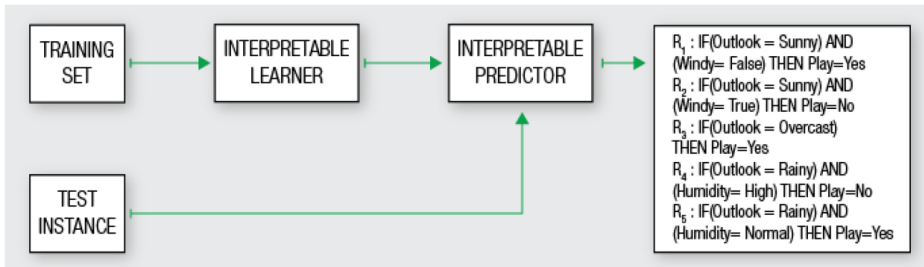 TRAINING
SET
INTERPRETABLE
LEARNER
INTERPRETABLE
PREDICTOR
R₁ : IF(Outlook = Sunny) AND
(Windy= False) THEN Play=Yes
R₂ : IF(Outlook = Sunny) AND
(Windy= True) THEN Play=No
R₃ : IF(Outlook = Overcast)
THEN Play=Yes
R₄ : IF(Outlook = Rainy) AND
(Humidity= High) THEN Play=No
R₅ : IF(Outlook = Rainy) AND
(Humidity= Normal) THEN Play=Yes
TEST
INSTANCE